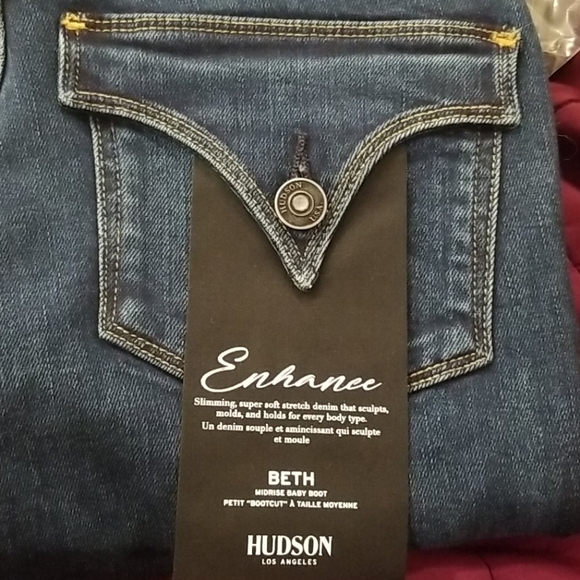 HUDSON
USA
Enhance
Slimming, super soft stretch denim that sculpts,
molds, and holds for every body type.
Un denim souple et amincissant qui sculpte
et moule
BETH
MIDRISE BABY BOOT
PETIT "BOOTCUT" À TAILLE MOYENNE
HUDSON
LOS ANGELES